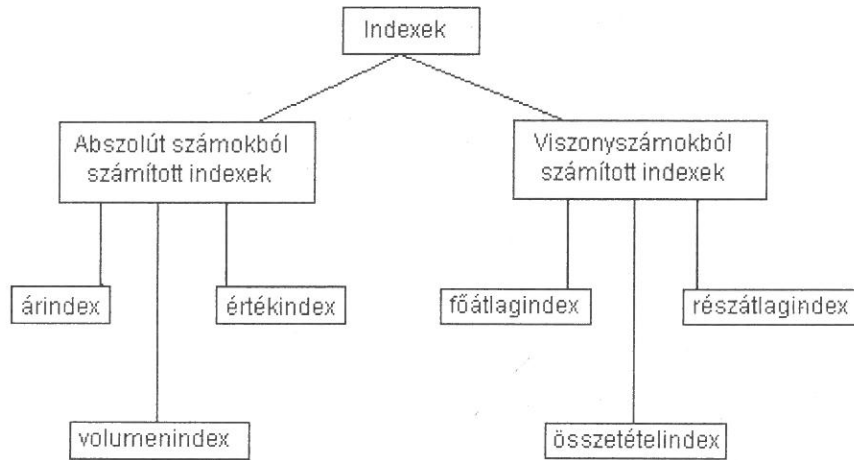 Indexek
Abszolút számokból
számított indexek
Viszonyszámokból
számított indexek
árindex
értékindex
főátlagindex
részátlagindex
volumenindex
összetételindex